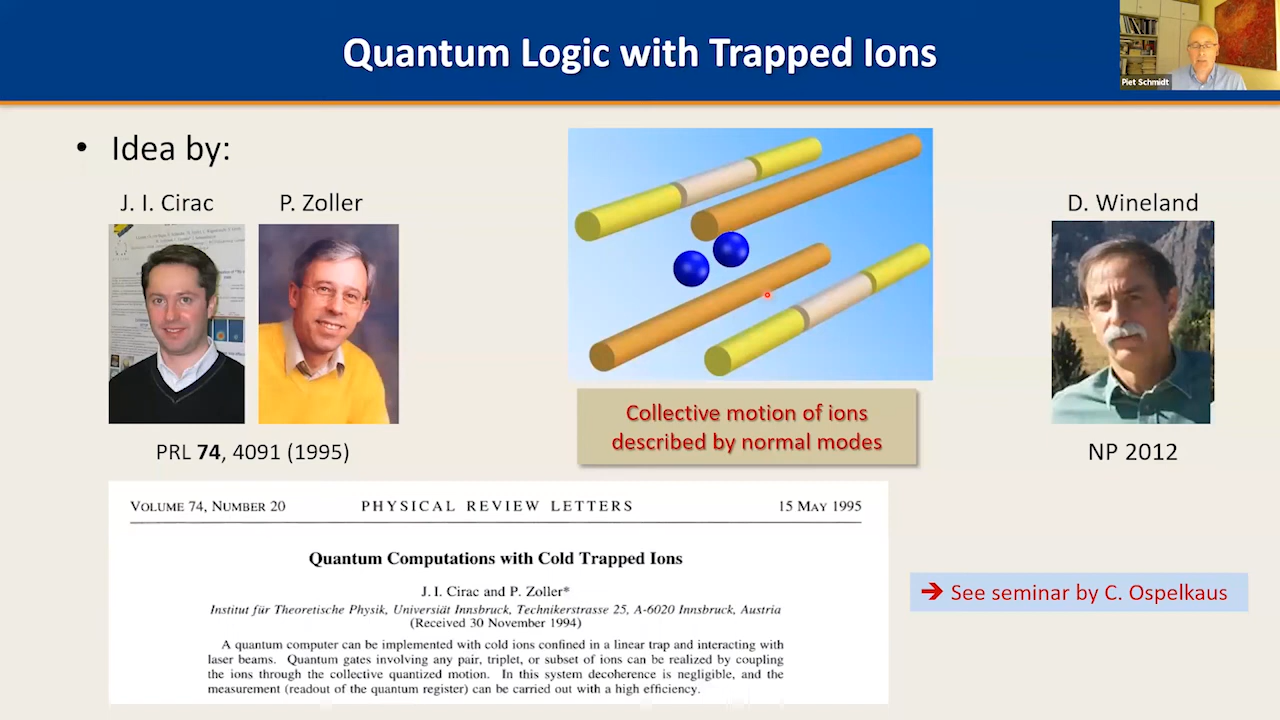 Quantum Logic with Trapped Ions
Piet Schmidt
• Idea by:
J. I. Cirac
P. Zoller
D. Wineland
PRL 74, 4091 (1995)
Collective motion of ions
described by normal modes
NP 2012
VOLUME 74, NUMBER 20
PHYSICAL REVIEW LETTERS
15 MAY 1995
Quantum Computations with Cold Trapped Ions
J. I. Cirac and P. Zoller*
Institut für Theoretische Physik, Universiät Innsbruck, Technikerstrasse 25, A-6020 Innsbruck, Austria
(Received 30 November 1994)
A quantum computer can be implemented with cold ions confined in a linear trap and interacting with
laser beams. Quantum gates involving any pair, triplet, or subset of ions can be realized by coupling
the ions through the collective quantized motion. In this system decoherence is negligible, and the
measurement (readout of the quantum register) can be carried out with a high efficiency.
➔ See seminar by C. Ospelkaus